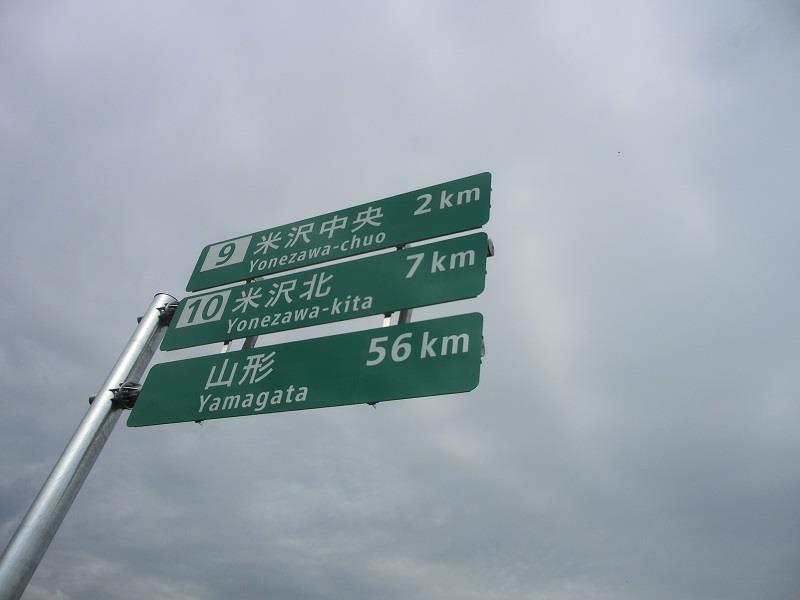 9 米沢中央 2km
Yonezawa-chuo
10 米沢北 7km
Yonezawa-kita
山形 56km
Yamagata